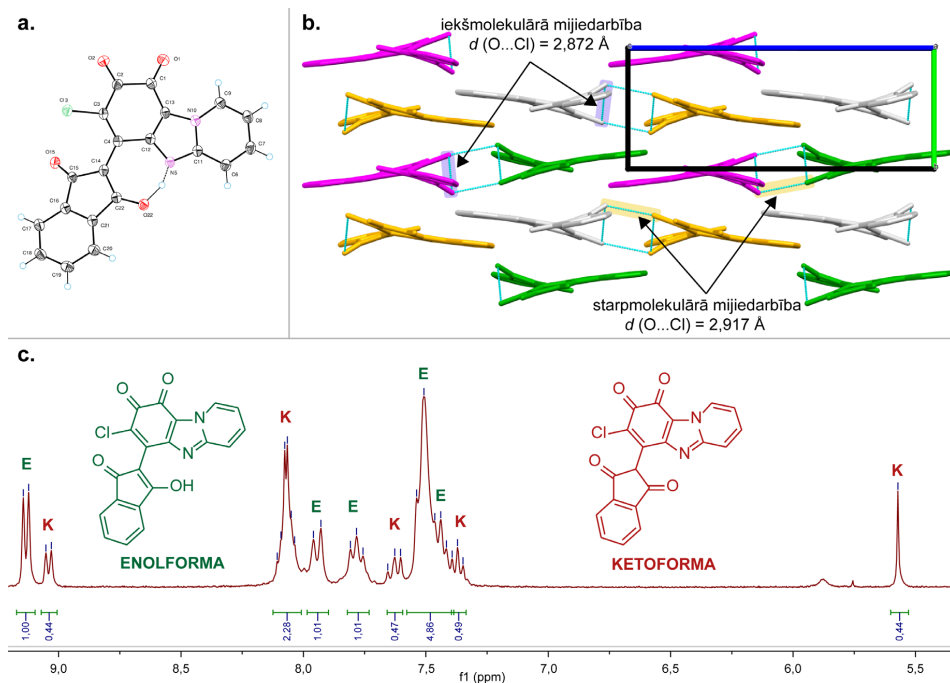 a.
O2
O1
C2
C1
Cl3
C3
C13
N10
C9
C4
C8
C12
O15
C14
C11
C7
C15
N5
C6
C16
C22
O22
C17
C21
C18
C20
C19
b.
iekšmolekulārā mijiedarbība
d (O...Cl) = 2,872 Å
starpmolekulārā mijiedarbība
d (O...Cl) = 2,917 Å
c.
E
K
K
E
E
K
E
E
K
K
O
O
Cl
N
N
O
OH
ENOLFORMA
O
O
Cl
N
N
O
O
KETOFORMA
1,00
0,44
2,28
1,01
1,01
0,47
4,86
0,49
0,44
9,0
8,5
8,0
7,5
7,0
6,5
6,0
5,5
f1 (ppm)